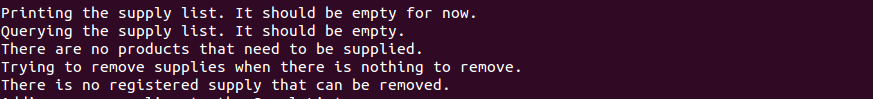 Printing the supply list. It should be empty for now.
Querying the supply list. It should be empty.
There are no products that need to be supplied.
Trying to remove supplies when there is nothing to remove.
There is no registered supply that can be removed.